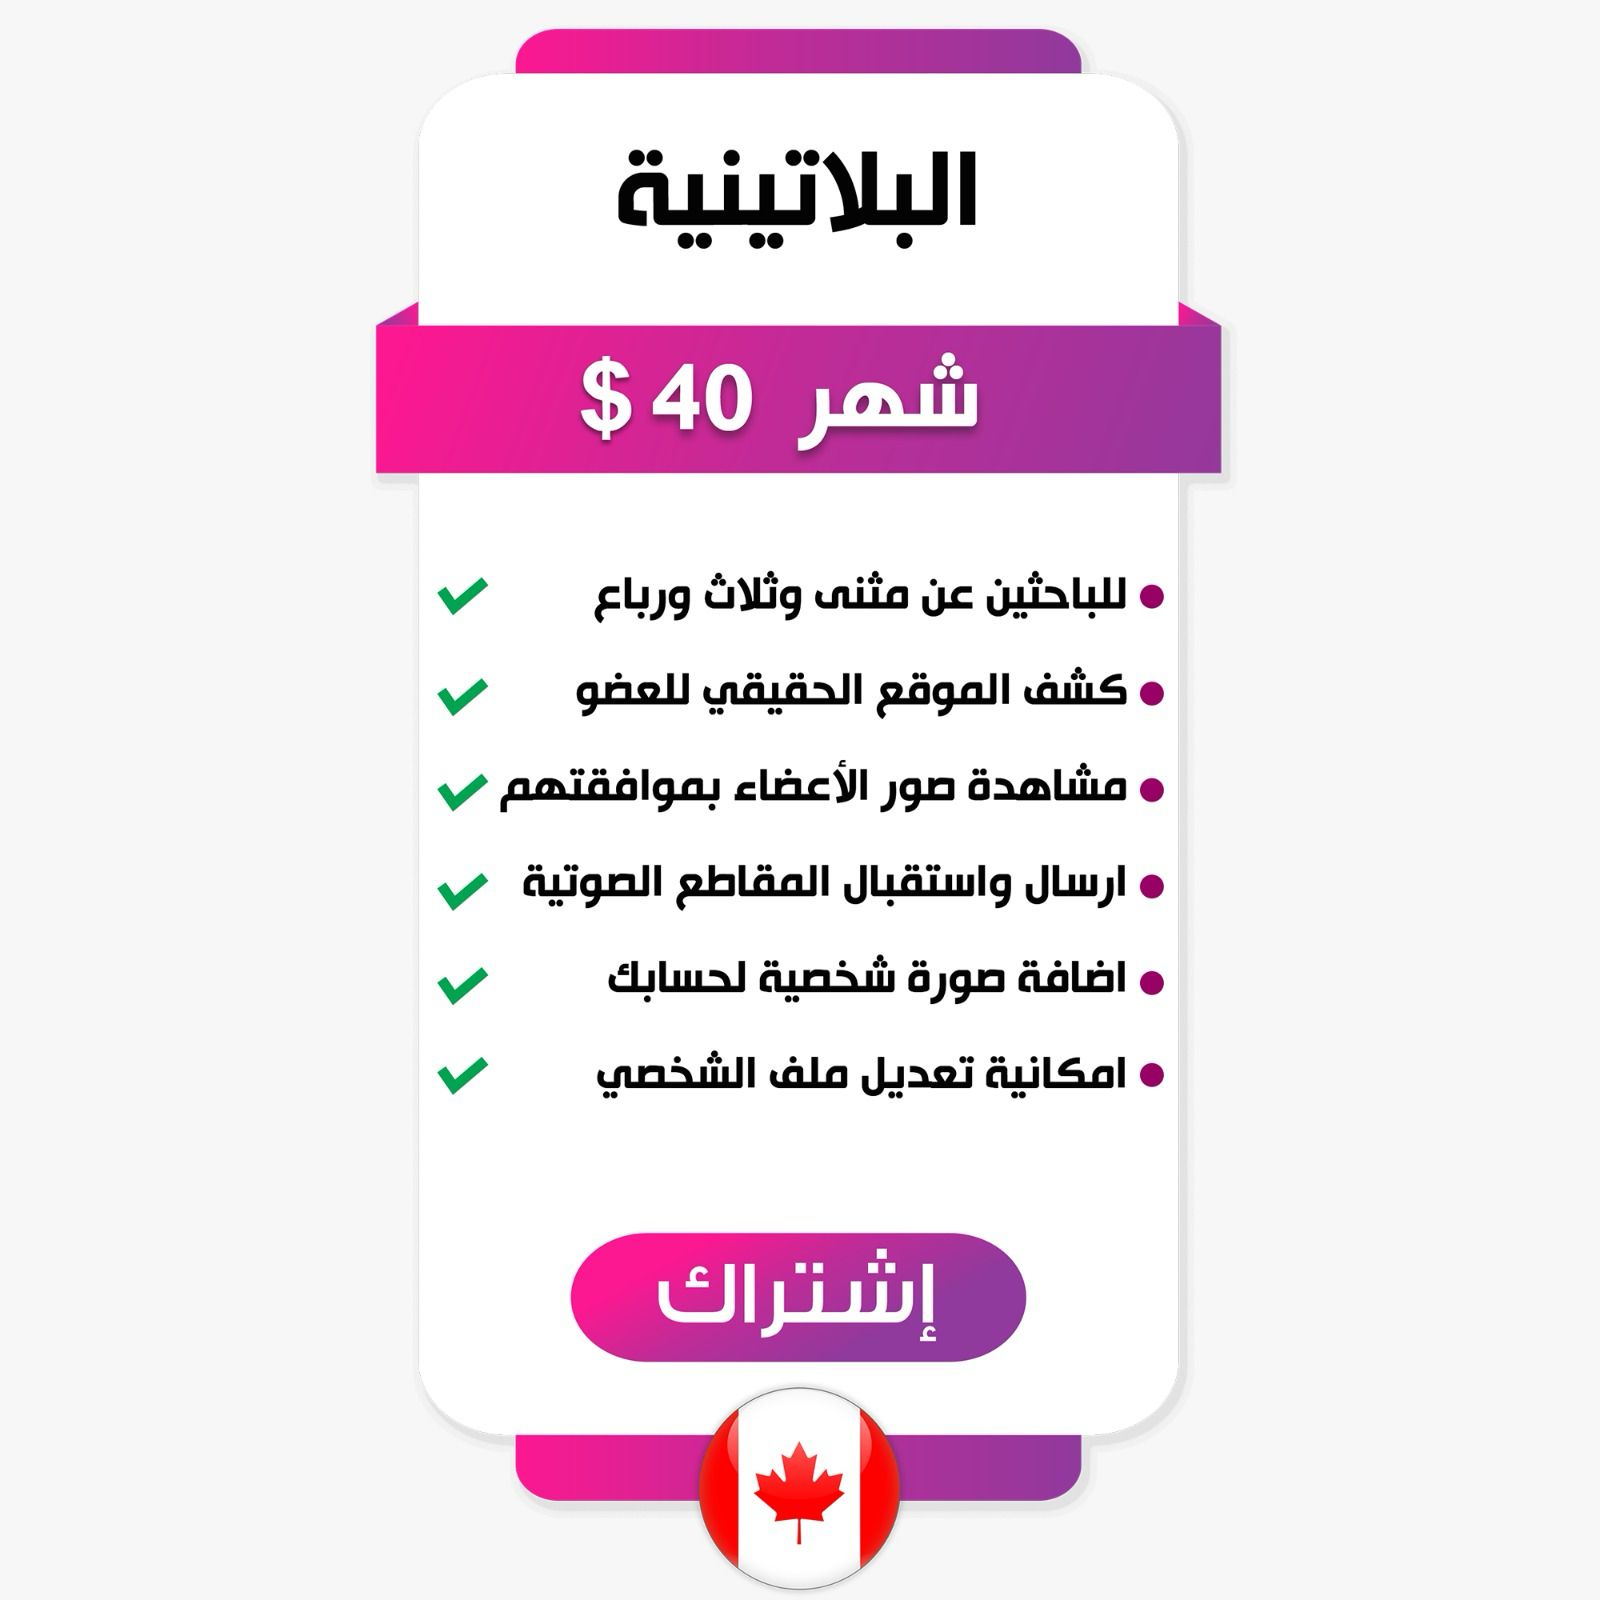 البلاتينية
شهر 40 $
للباحثين عن مثنى وثلاث ورباع
كشف الموقع الحقيقي للعضو
مشاهدة صور الأعضاء بموافقتهم
ارسال واستقبال المقاطع الصوتية
اضافة صورة شخصية لحسابك
امكانية تعديل ملف الشخصي
إشتراك